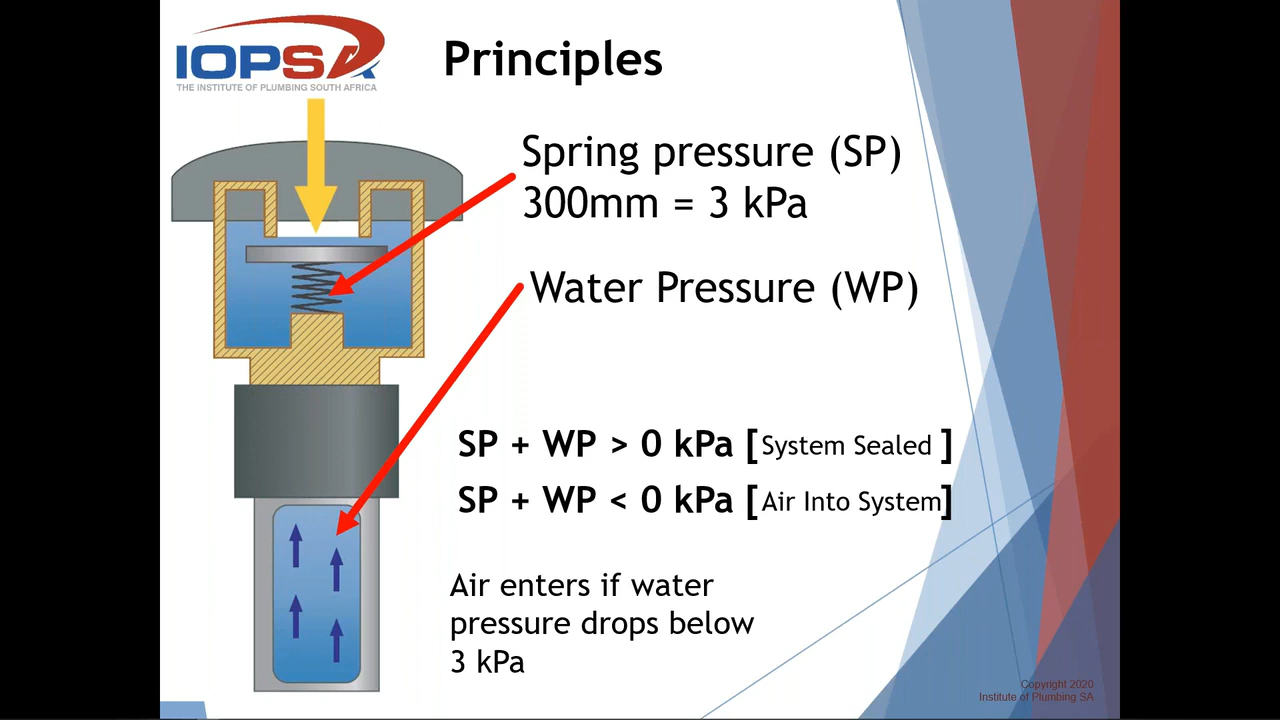 IOPSA
THE INSTITUTE OF PLUMBING SOUTH AFRICA
Principles
Spring pressure (SP)
300mm = 3 kPa
Water Pressure (WP)
SP + WP > 0 kPa [System Sealed ]
SP + WP < 0 kPa [Air Into System]
Air enters if water
pressure drops below
3 kPa
Copyright 2020
Institute of Plumbing SA